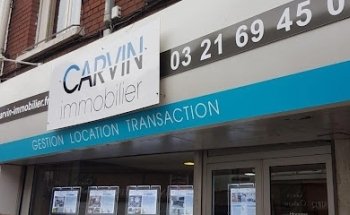 CARVIN
immobilier
03 21 69 45 0
carvin-immobilier.fr
GESTION LOCATION TRANSACTION